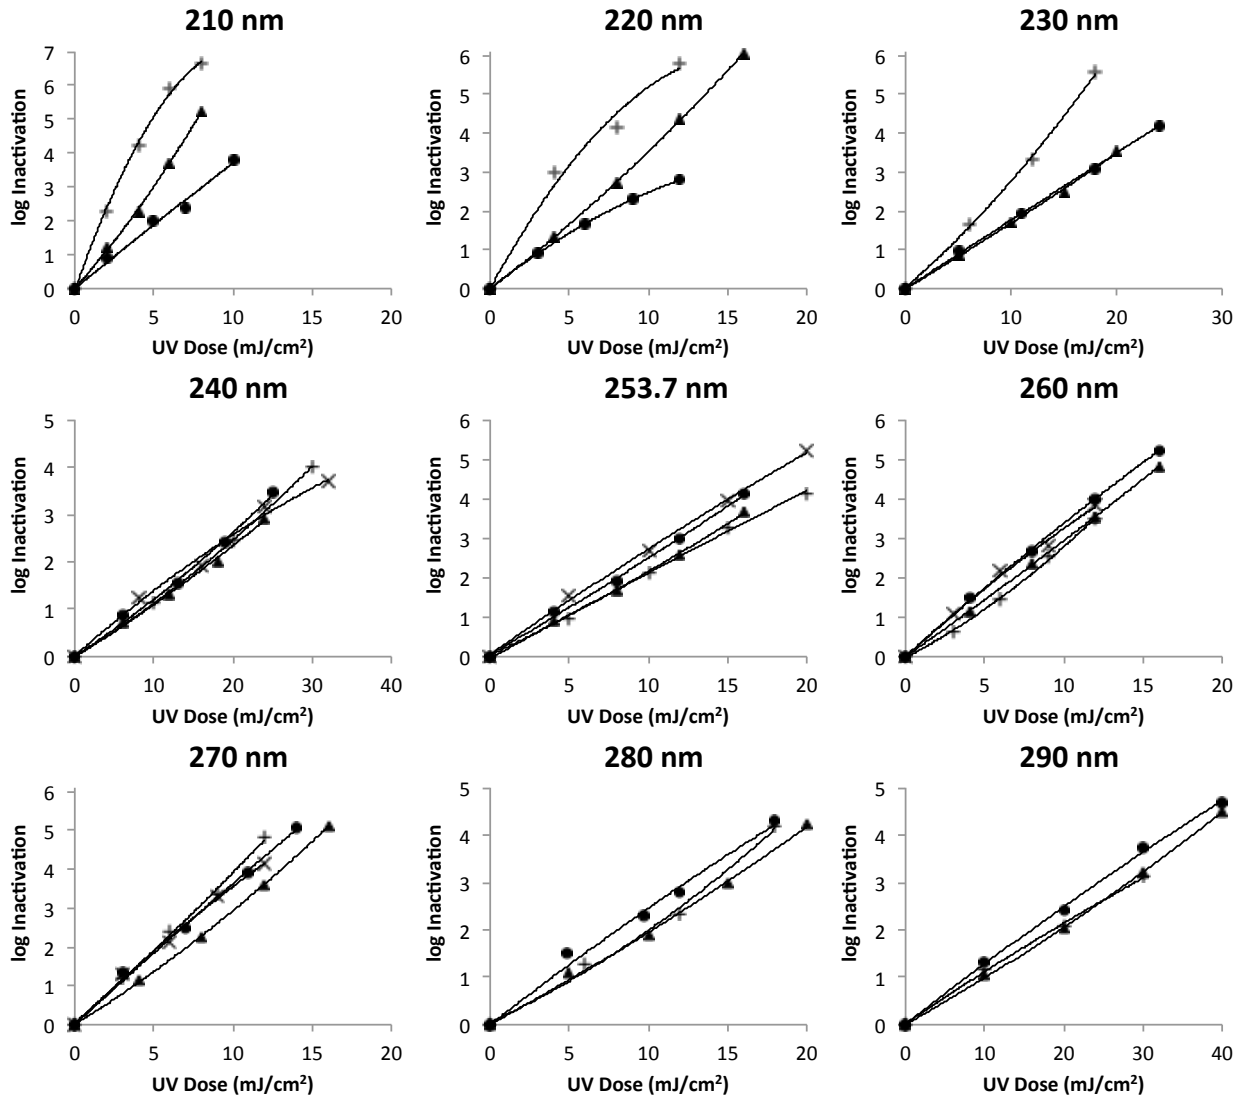 210 nm
7
6
5
4
3
2
1
0
log Inactivation
0 5 10 15 20
UV Dose (mJ/cm²)
220 nm
6
5
4
3
2
1
0
log Inactivation
0 5 10 15 20
UV Dose (mJ/cm²)
230 nm
6
5
4
3
2
1
0
log Inactivation
0 10 20 30
UV Dose (mJ/cm²)
240 nm
5
4
3
2
1
0
log Inactivation
0 10 20 30 40
UV Dose (mJ/cm²)
253.7 nm
6
5
4
3
2
1
0
log Inactivation
0 5 10 15 20
UV Dose (mJ/cm²)
260 nm
6
5
4
3
2
1
0
log Inactivation
0 5 10 15 20
UV Dose (mJ/cm²)
270 nm
6
5
4
3
2
1
0
log Inactivation
0 5 10 15 20
UV Dose (mJ/cm²)
280 nm
5
4
3
2
1
0
log Inactivation
0 5 10 15 20
UV Dose (mJ/cm²)
290 nm
5
4
3
2
1
0
log Inactivation
0 10 20 30 40
UV Dose (mJ/cm²)